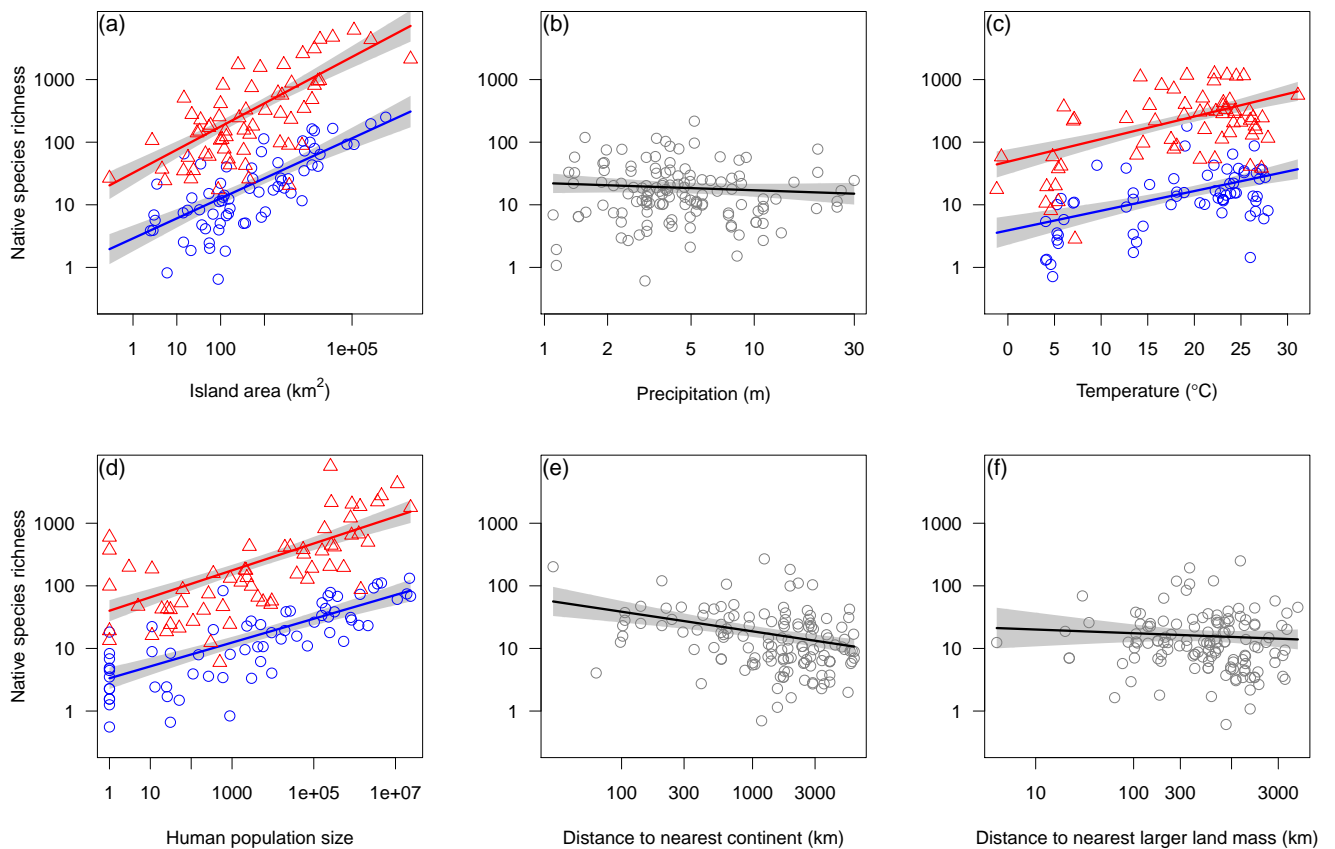 (a)
(b)
(c)
Native species richness
1000
100
10
1
1000
100
10
1
1000
100
10
1
1 10 100 1e+05
1 2 5 10 30
0 5 10 15 20 25 30
Island area (km²)
Precipitation (m)
Temperature (°C)
(d)
(e)
(f)
Native species richness
1000
100
10
1
1000
100
10
1
1000
100
10
1
1 10 1000 1e+05 1e+07
100 300 1000 3000
10 100 300 3000
Human population size
Distance to nearest continent (km)
Distance to nearest larger land mass (km)